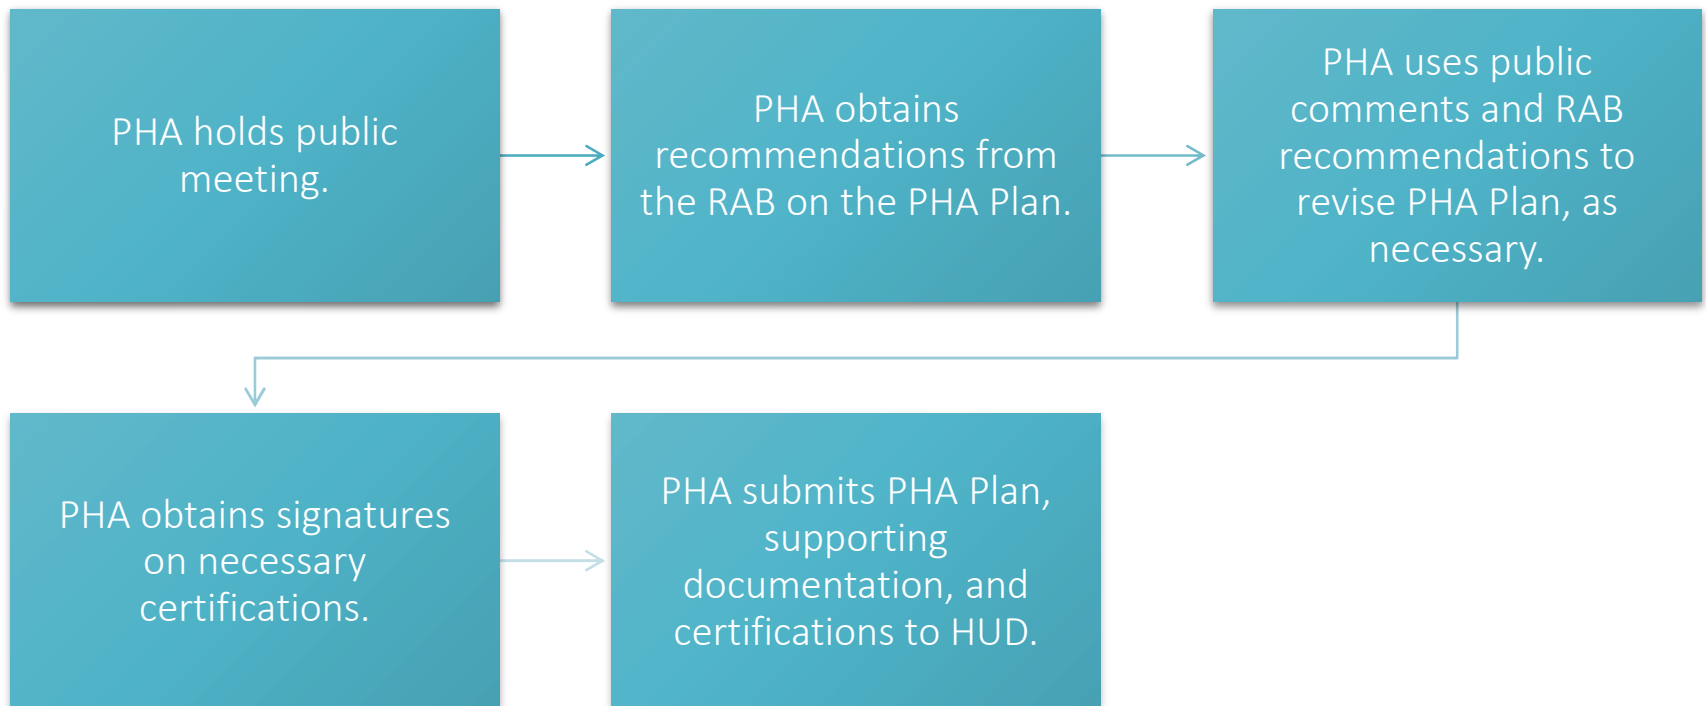 PHA holds public
meeting.
PHA obtains
recommendations from
the RAB on the PHA Plan.
PHA uses public
comments and RAB
recommendations to
revise PHA Plan, as
necessary.
PHA obtains signatures
on necessary
certifications.
PHA submits PHA Plan,
supporting
documentation, and
certifications to HUD.